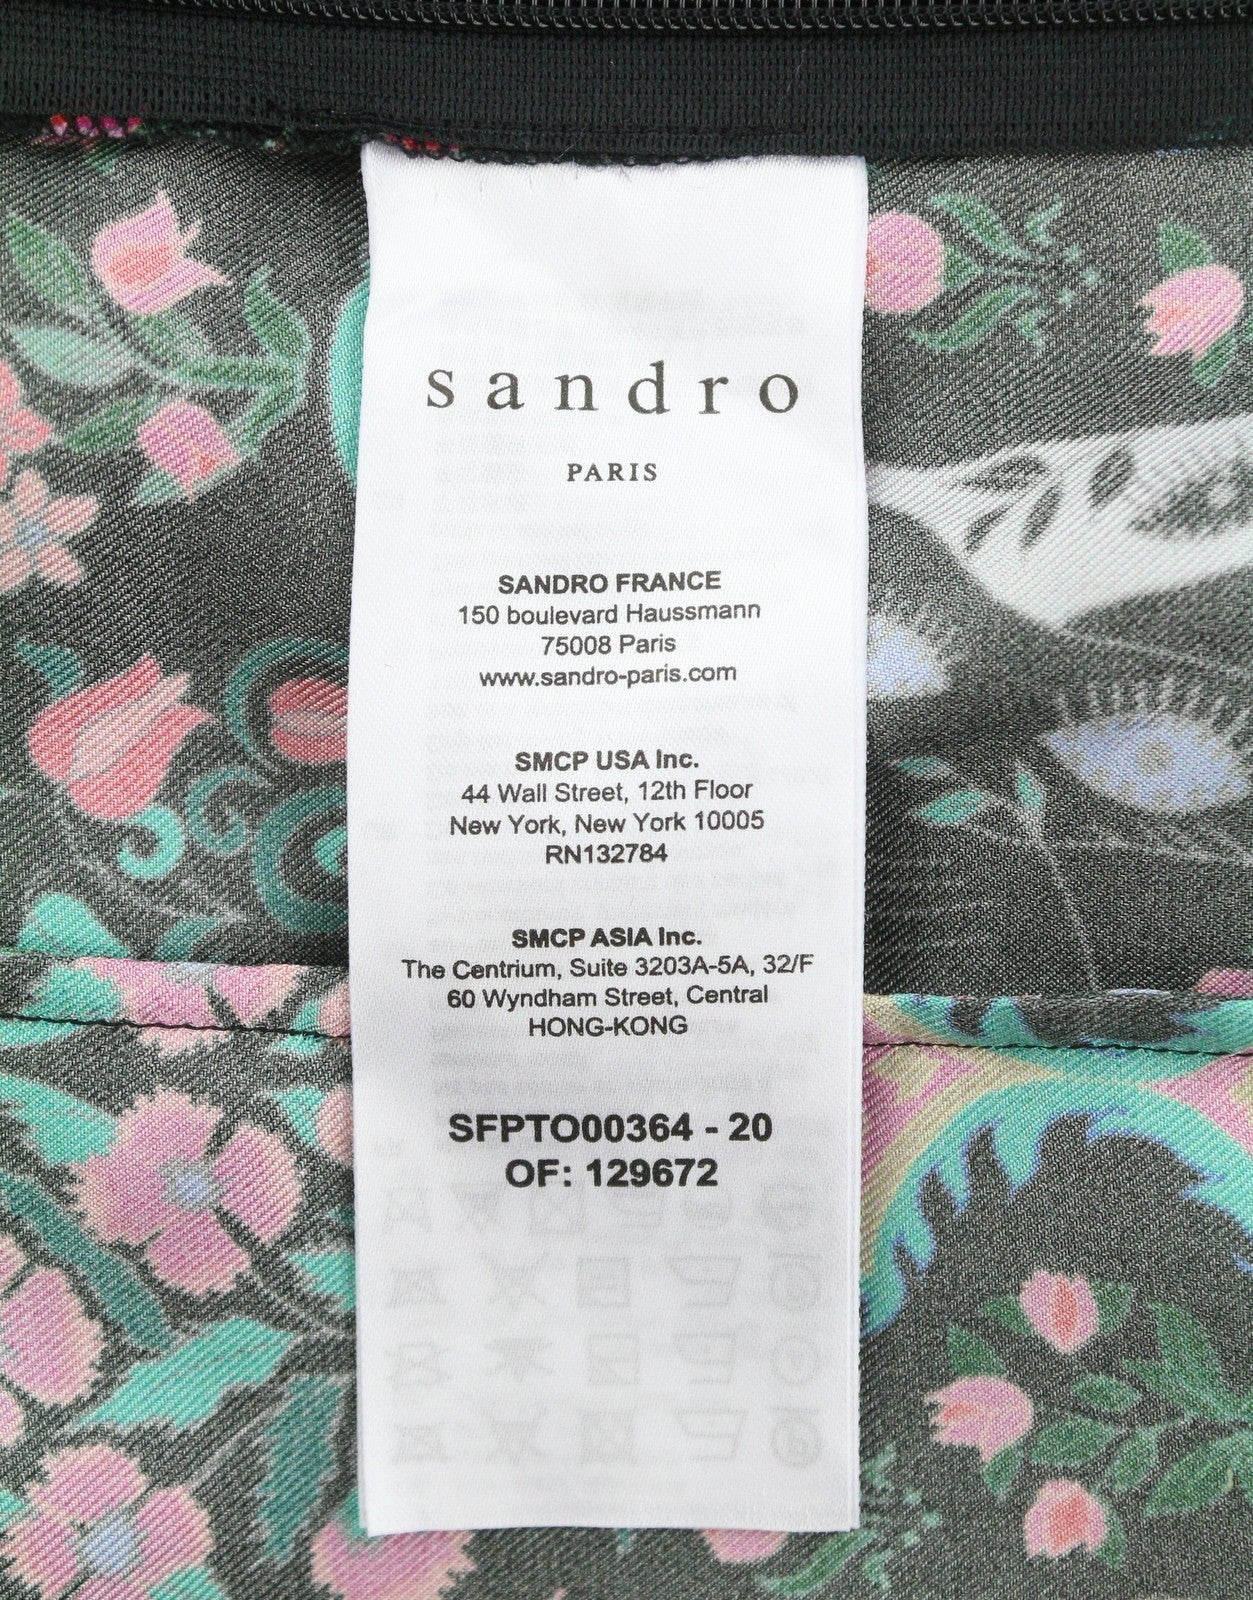 sandro
PARIS
SANDRO FRANCE
150 boulevard Haussmann
75008 Paris
www.sandro-paris.com
SMCP USA Inc.
44 Wall Street, 12th Floor
New York, New York 10005
RN132784
SMCP ASIA Inc.
The Centrium, Suite 3203A-5A, 32/F
60 Wyndham Street, Central
HONG-KONG
SFPTO00364 - 20
OF: 129672